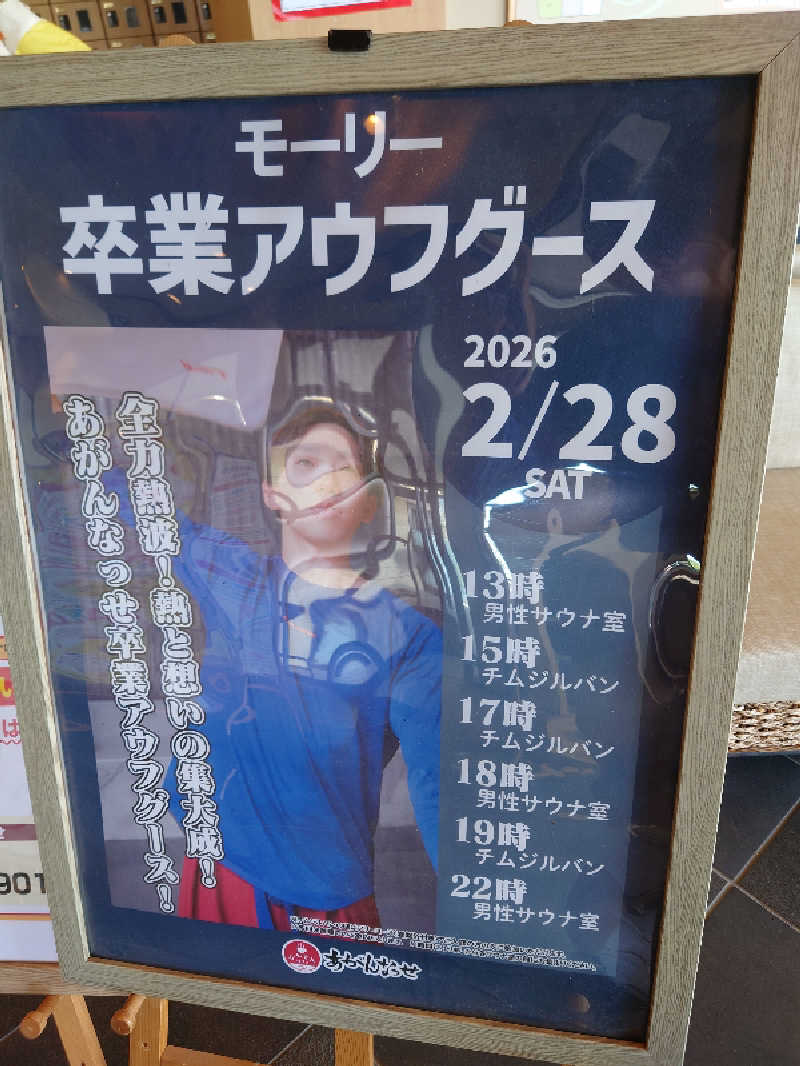 モーリー
卒業アウフグース
2026
2/28
SAT
全力熱波！熱と想いの集大成！
あがんなっせ卒業アウフグース！
13時
男性サウナ室
15時
チムジルバン
17時
チムジルバン
18時
男性サウナ室
19時
チムジルバン
22時
男性サウナ室
あがんなっせ
901